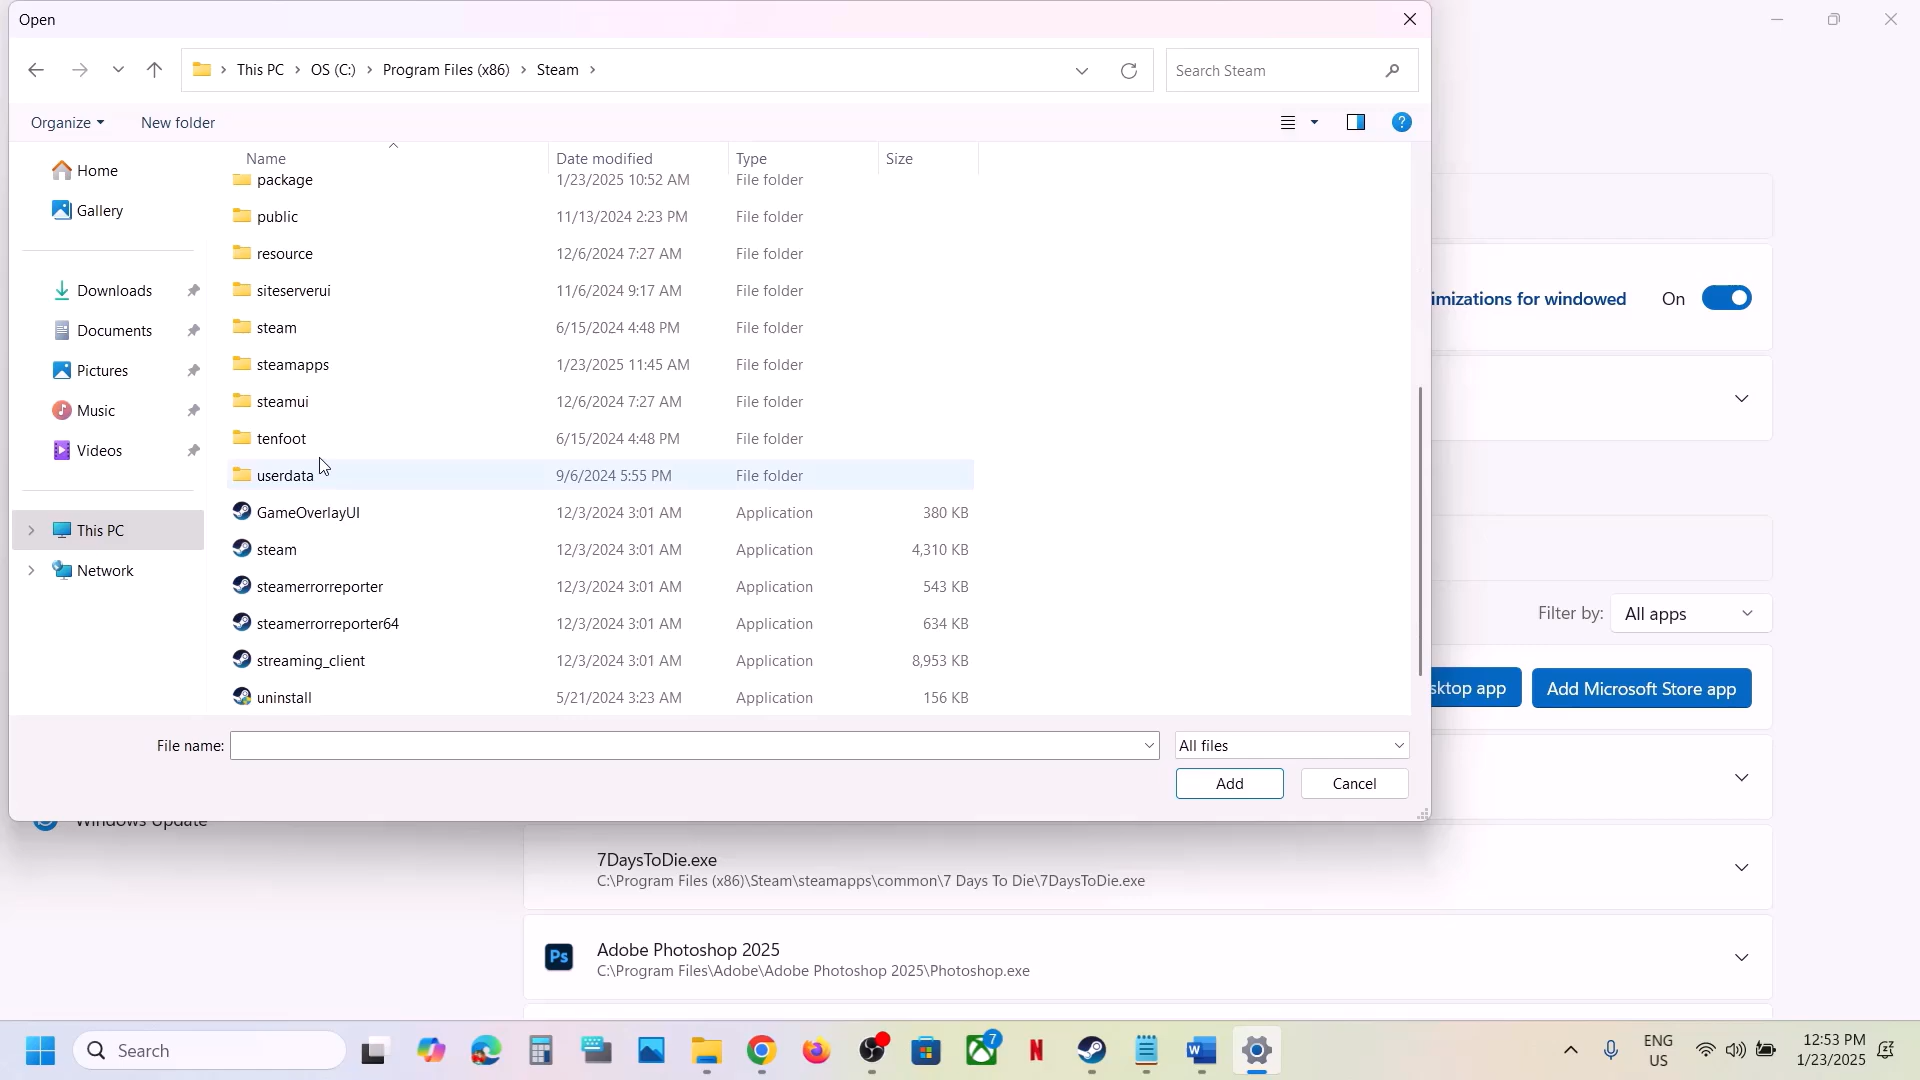 Open
This PC > OS (C:) > Program Files (x86) > Steam >
Search Steam
Organize
New folder
Name Date modified Type Size
Home
Gallery
Downloads
Documents
Pictures
Music
Videos
This PC
Network
package 1/23/2025 10:52 AM File folder
public 11/13/2024 2:23 PM File folder
resource 12/6/2024 7:27 AM File folder
siteserverui 11/6/2024 9:17 AM File folder
steam 6/15/2024 4:48 PM File folder
steamapps 1/23/2025 11:45 AM File folder
steamui 12/6/2024 7:27 AM File folder
tenfoot 6/15/2024 4:48 PM File folder
userdata 9/6/2024 5:55 PM File folder
GameOverlayUI 12/3/2024 3:01 AM Application 380 KB
steam 12/3/2024 3:01 AM Application 4,310 KB
steamerrorreporter 12/3/2024 3:01 AM Application 543 KB
steamerrorreporter64 12/3/2024 3:01 AM Application 634 KB
streaming_client 12/3/2024 3:01 AM Application 8,953 KB
uninstall 5/21/2024 3:23 AM Application 156 KB
File name:
All files
Add
Cancel
imizations for windowed On
Filter by: All apps
sktop app
Add Microsoft Store app
Windows Update
7DaysToDie.exe
C:\Program Files (x86)\Steam\steamapps\common\7 Days To Die\7DaysToDie.exe
Ps
Adobe Photoshop 2025
C:\Program Files\Adobe\Adobe Photoshop 2025\Photoshop.exe
Search
7
N
W
ENG
US
12:53 PM
1/23/2025